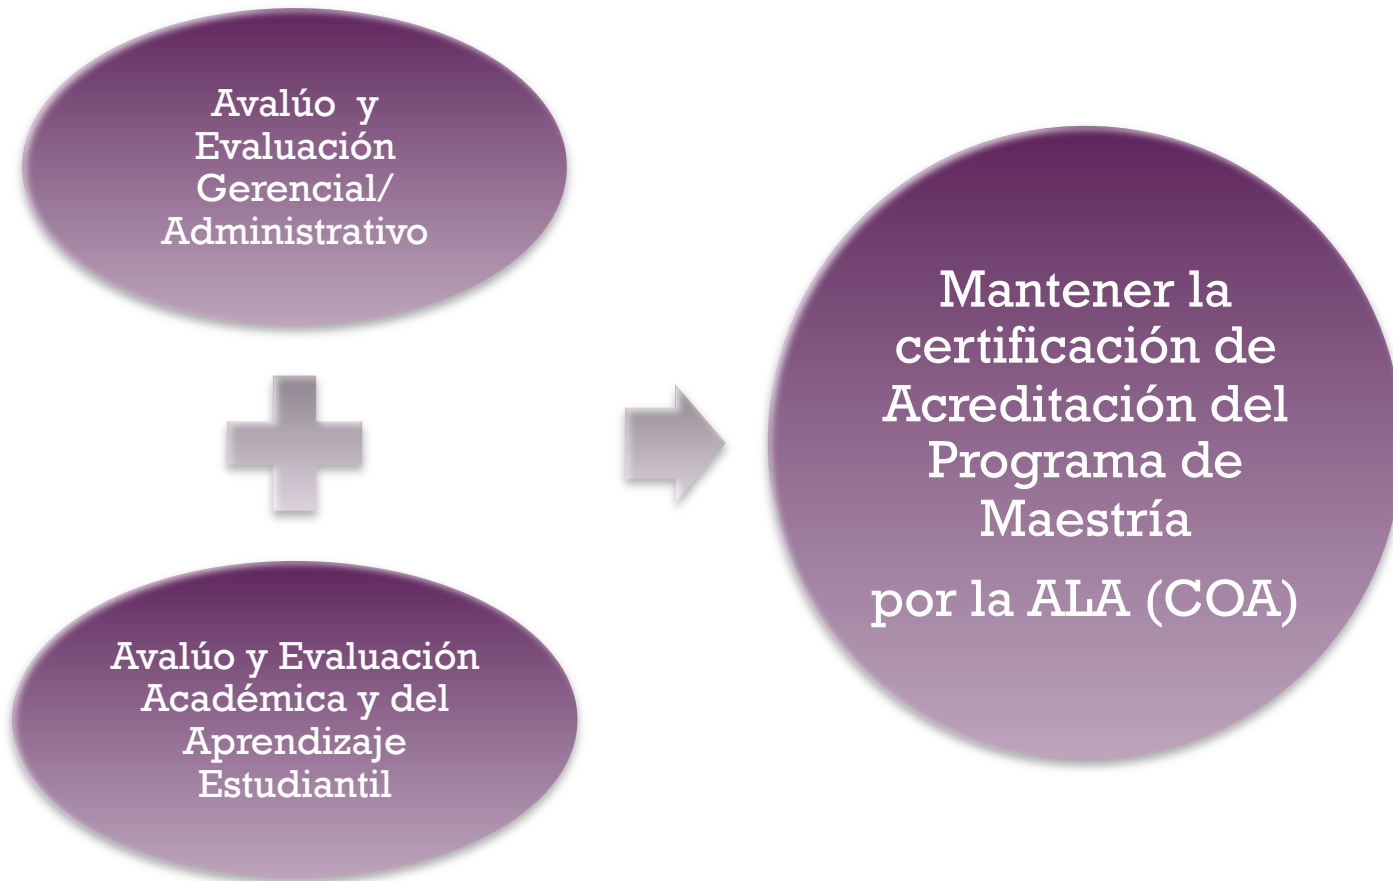 Avalúo  y
Evaluación
Gerencial/
Administrativo
Avalúo y Evaluación
Académica y del
Aprendizaje
Estudiantil
Mantener la
certificación de
Acreditación del
Programa de
Maestría
por la ALA (COA)